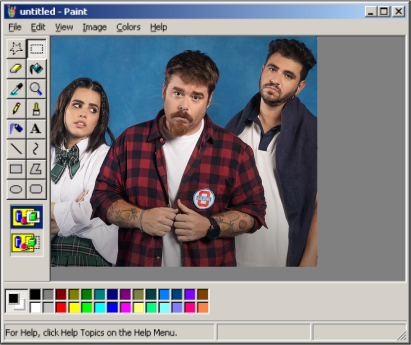 untitled - Paint
File Edit View Image Colors Help
A
For Help, click Help Topics on the Help Menu.